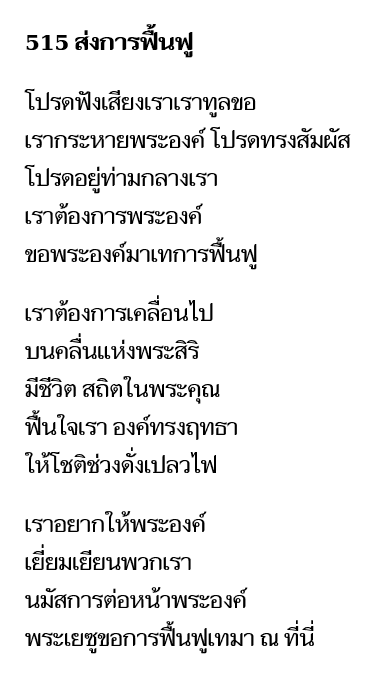 515 ส่งการฟื้นฟู
โปรดฟังเสียงเราเราทูลขอ
เรากระหายพระองค์ โปรดทรงสัมผัส
โปรดอยู่ท่ามกลางเรา
เราต้องการพระองค์
ขอพระองค์มาเทการฟื้นฟู
เราต้องการเคลื่อนไป
บนคลื่นแห่งพระสิริ
มีชีวิต สถิตในพระคุณ
ฟื้นใจเรา องค์ทรงฤทธา
ให้โชติช่วงดั่งเปลวไฟ
เราอยากให้พระองค์
เยี่ยมเยียนพวกเรา
นมัสการต่อหน้าพระองค์
พระเยซูขอการฟื้นฟูเทมา ณ ที่นี่